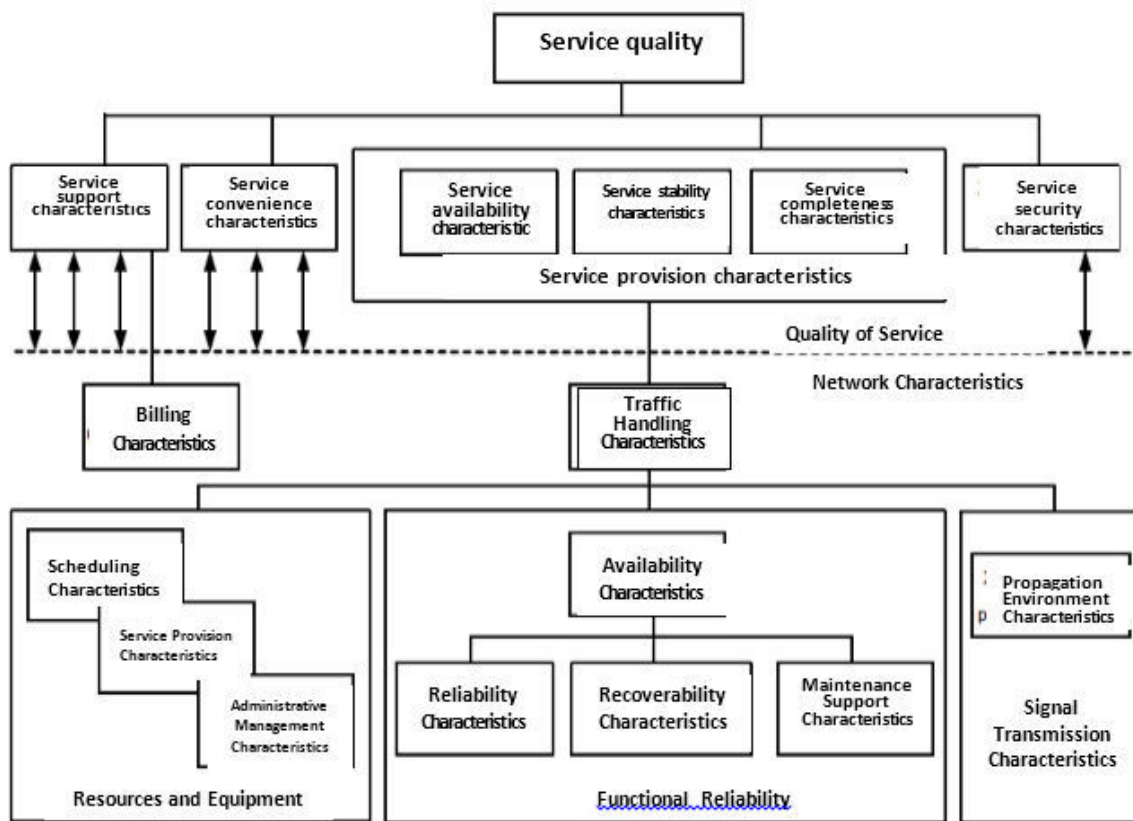 Service quality
Service
support
characteristics
Service
convenience
characteristics
Service
availability
characteristic
Service stability
characteristics
Service
completeness
characteristics
Service provision characteristics
Service
security
characteristics
Quality of Service
Network Characteristics
Billing
Characteristics
Traffic
Handling
Characteristics
Scheduling
Characteristics
Service Provision
Characteristics
Administrative
Management
Characteristics
Resources and Equipment
Availability
Characteristics
Reliability
Characteristics
Recoverability
Characteristics
Maintenance
Support
Characteristics
Functional Reliability
Propagation
Environment
Characteristics
Signal
Transmission
Characteristics